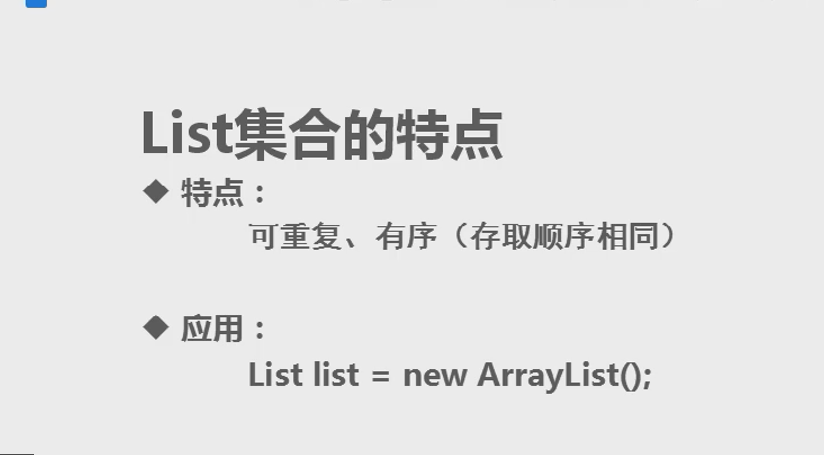 List集合的特点
◆ 特点：
可重复、有序（存取顺序相同）
◆ 应用：
List list = new ArrayList();